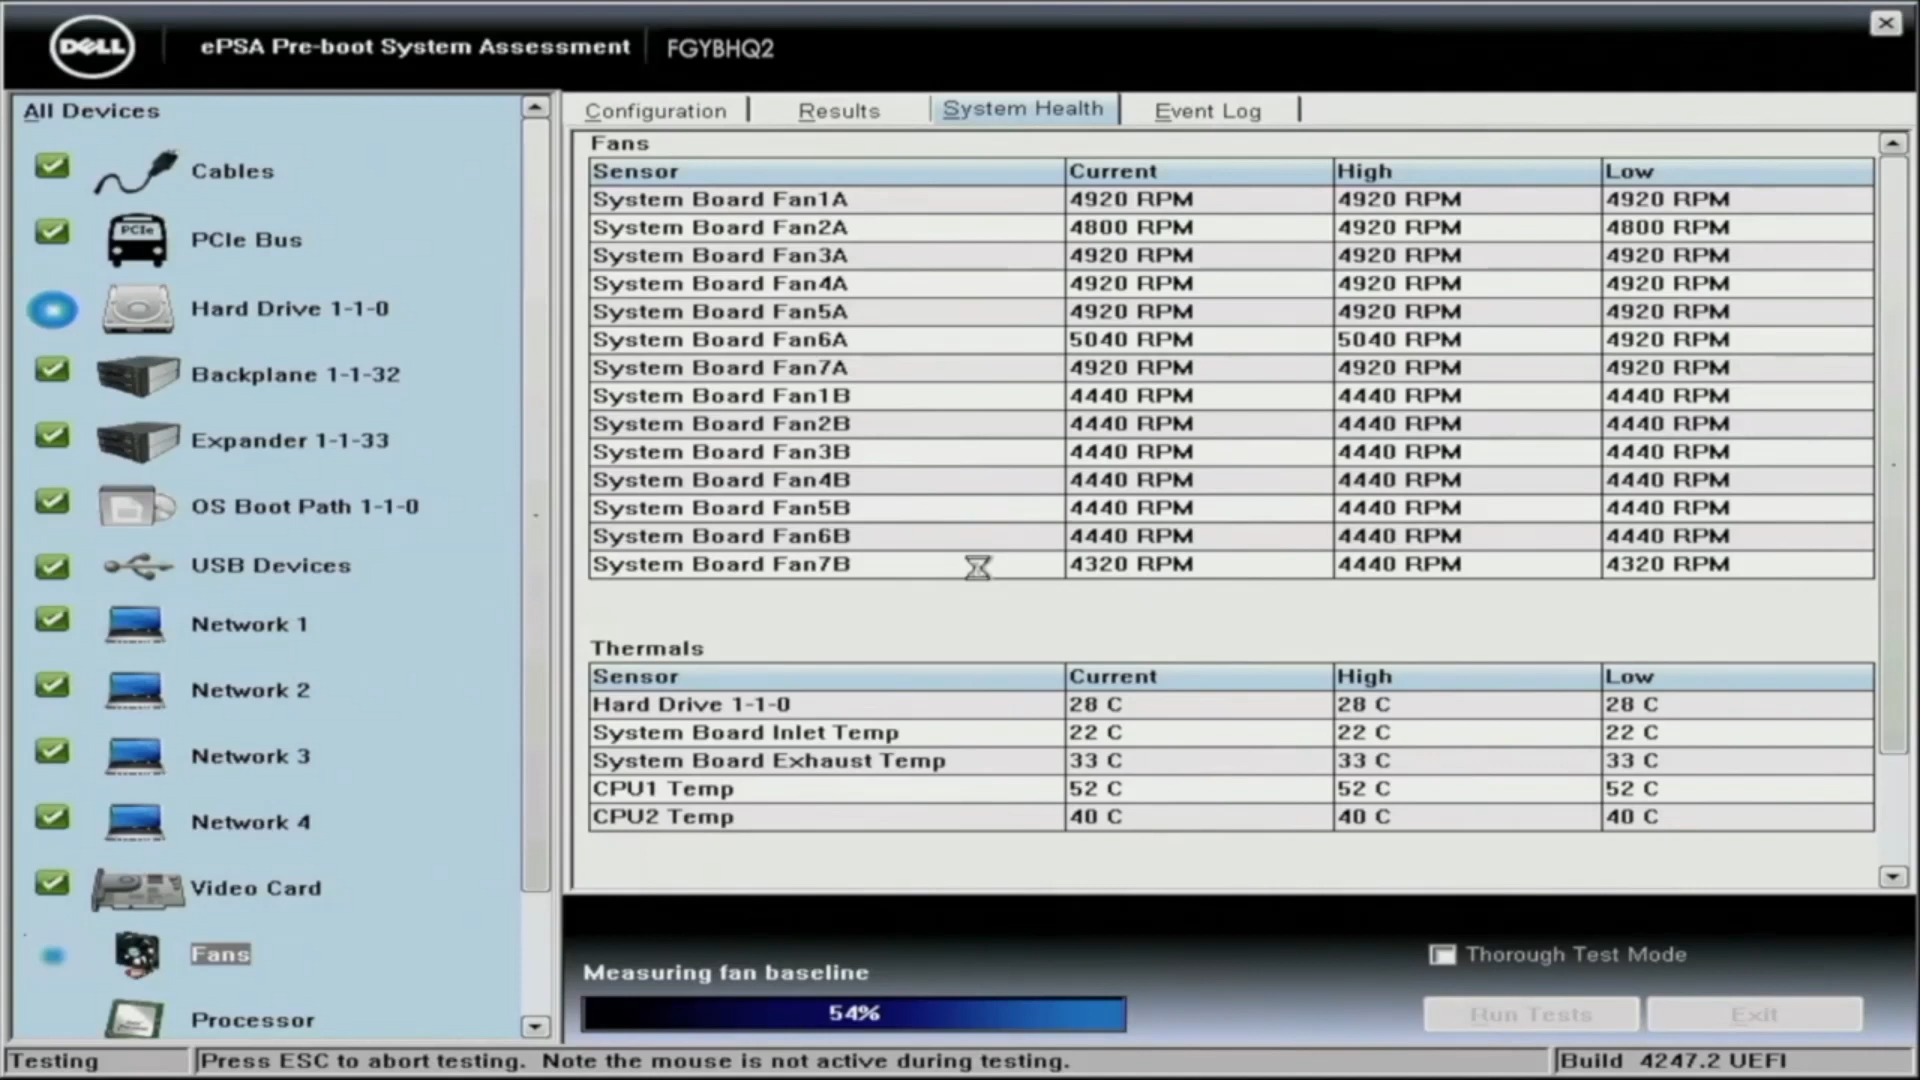 DELL
ePSA Pre-boot System Assessment
FGYBHQ2
All Devices
Cables
PCIe
PCIe Bus
Hard Drive 1-1-0
Backplane 1-1-32
Expander 1-1-33
OS Boot Path 1-1-0
USB Devices
Network 1
Network 2
Network 3
Network 4
Video Card
Fans
Processor
Configuration Results System Health Event Log
Fans
Sensor Current High Low
System Board Fan1A 4920 RPM 4920 RPM 4920 RPM
System Board Fan2A 4800 RPM 4920 RPM 4800 RPM
System Board Fan3A 4920 RPM 4920 RPM 4920 RPM
System Board Fan4A 4920 RPM 4920 RPM 4920 RPM
System Board Fan5A 4920 RPM 4920 RPM 4920 RPM
System Board Fan6A 5040 RPM 5040 RPM 4920 RPM
System Board Fan7A 4920 RPM 4920 RPM 4920 RPM
System Board Fan1B 4440 RPM 4440 RPM 4440 RPM
System Board Fan2B 4440 RPM 4440 RPM 4440 RPM
System Board Fan3B 4440 RPM 4440 RPM 4440 RPM
System Board Fan4B 4440 RPM 4440 RPM 4440 RPM
System Board Fan5B 4440 RPM 4440 RPM 4440 RPM
System Board Fan6B 4440 RPM 4440 RPM 4440 RPM
System Board Fan7B 4320 RPM 4440 RPM 4320 RPM
Thermals
Sensor Current High Low
Hard Drive 1-1-0 28 C 28 C 28 C
System Board Inlet Temp 22 C 22 C 22 C
System Board Exhaust Temp 33 C 33 C 33 C
CPU1 Temp 52 C 52 C 52 C
CPU2 Temp 40 C 40 C 40 C
Measuring fan baseline
54%
Thorough Test Mode
Run Tests
Exit
Testing
Press ESC to abort testing. Note the mouse is not active during testing.
Build 4247.2 UEFI